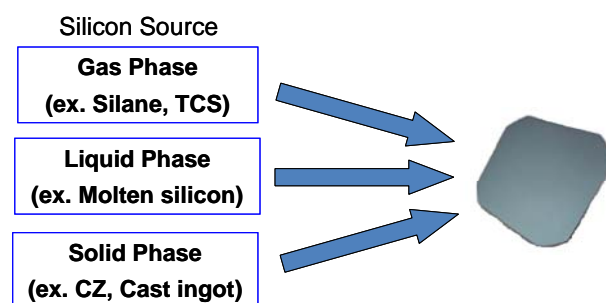 Silicon Source
Gas Phase
(ex. Silane, TCS)
Liquid Phase
(ex. Molten silicon)
Solid Phase
(ex. CZ, Cast ingot)